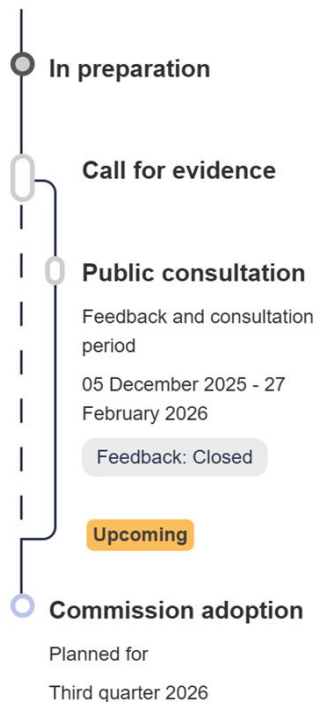 In preparation
Call for evidence
Public consultation
Feedback and consultation
period
05 December 2025 - 27
February 2026
Feedback: Closed
Upcoming
Commission adoption
Planned for
Third quarter 2026